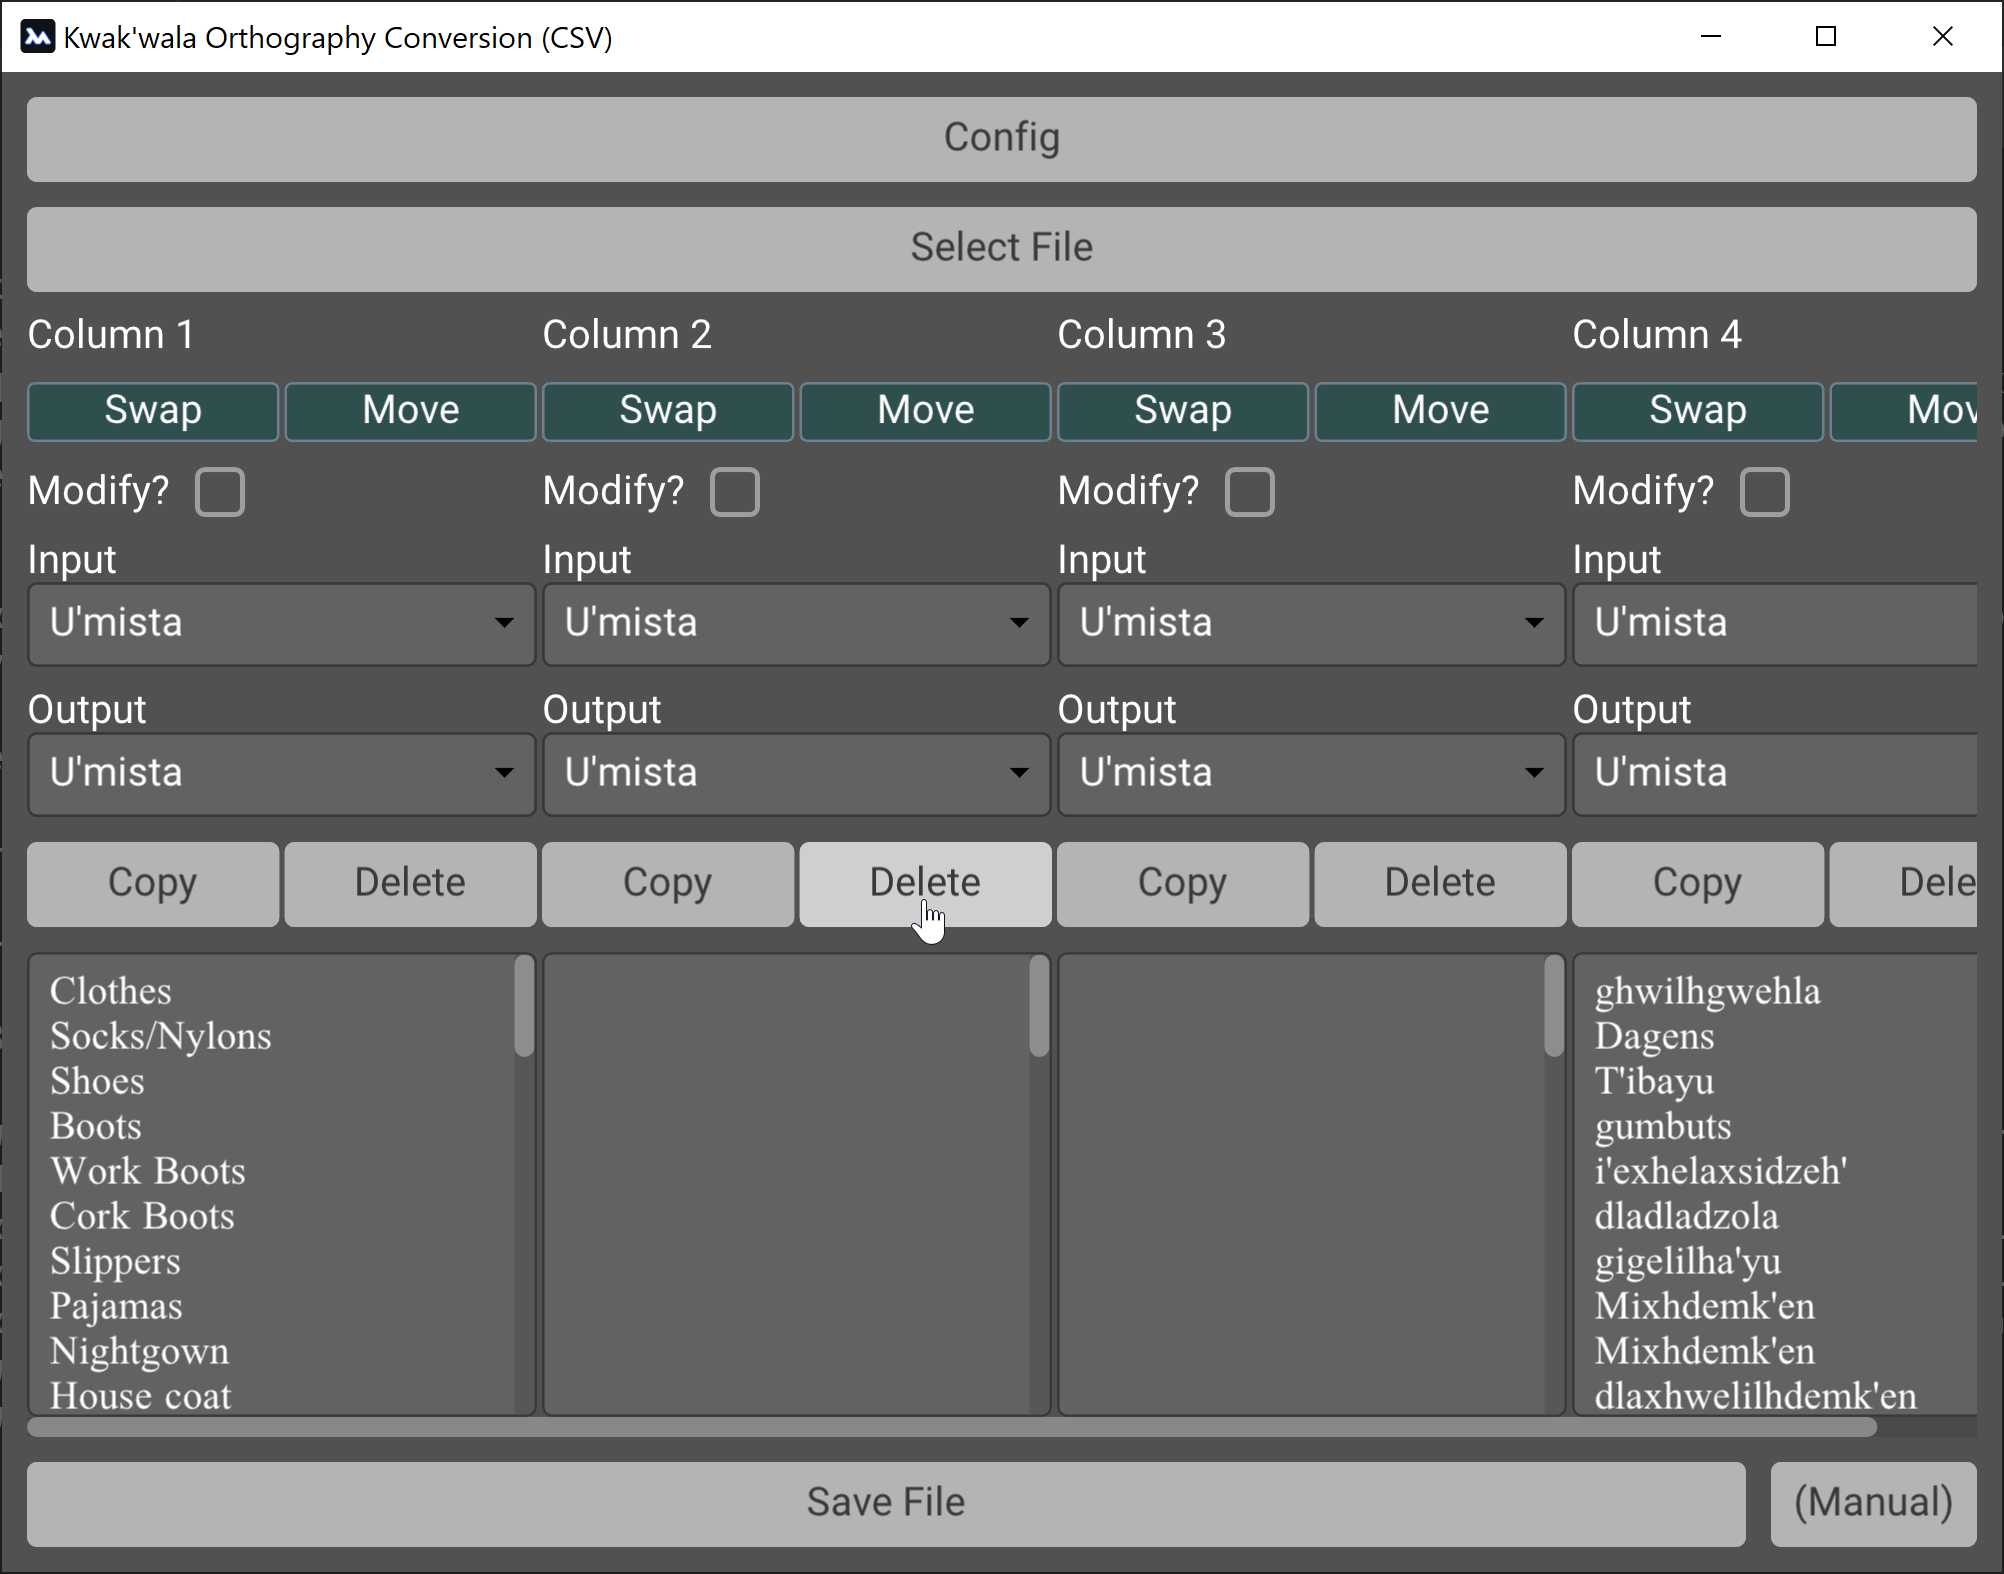 Kwak'wala Orthography Conversion (CSV)
Config
Select File
Column 1 Column 2 Column 3 Column 4
Swap Move Swap Move Swap Move Swap Mov
Modify? Modify? Modify? Modify?
Input Input Input Input
U'mista U'mista U'mista U'mista
Output Output Output Output
U'mista U'mista U'mista U'mista
Copy Delete Copy Delete Copy Delete Copy Dele
Clothes
Socks/Nylons
Shoes
Boots
Work Boots
Cork Boots
Slippers
Pajamas
Nightgown
House coat
ghwilhgwehla
Dagens
T'ibayu
gumbuts
i'exhelaxsidzeh'
dladladzola
gigelilha'yu
Mixhdemk'en
Mixhdemk'en
dlaxhwelilhdemk'en
Save File (Manual)